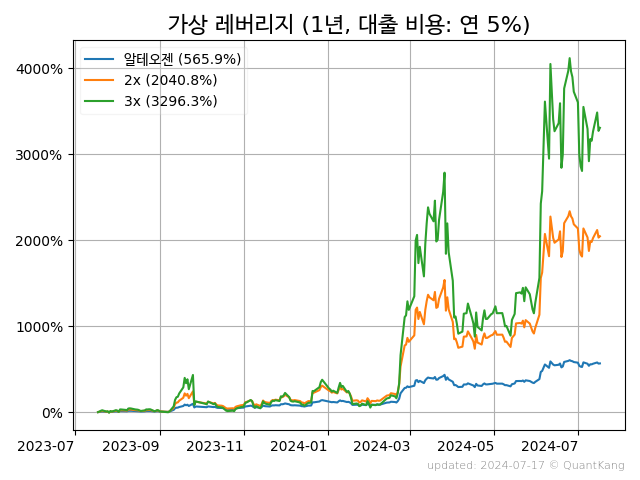 가상 레버리지 (1년, 대출 비용: 연 5%)
알테오젠 (565.9%)
2x (2040.8%)
3x (3296.3%)
4000%
3000%
2000%
1000%
0%
2023-07 2023-09 2023-11 2024-01 2024-03 2024-05 2024-07
updated: 2024-07-17 © QuantKang